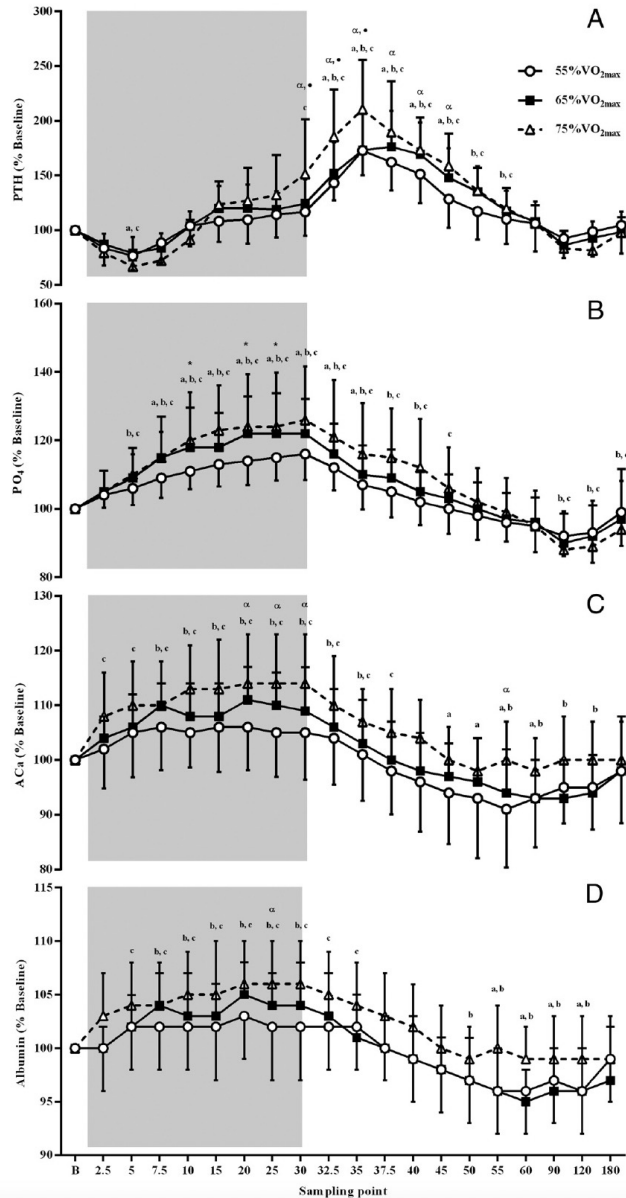 A
300
250
200
150
100
50
PTH (% Baseline)
a, c
α, *
c
α, *
a, b, c
α, *
a, b, c
α
a, b, c
α
a, b, c
α
a, b, c
b, c
b, c
55%VO2max
65%VO2max
75%VO2max
B
160
140
120
100
80
PO4 (% Baseline)
b, c
a, b, c
*
a, b, c
a, b, c
*
a, b, c
*
a, b, c
a, b, c
a, b, c
a, b, c
b, c
b, c
c
b, c
b, c
b, c
C
130
120
110
100
90
80
ACa (% Baseline)
c
c
b, c
b, c
b, c
α
b, c
α
b, c
α
b, c
b, c
b, c
c
a
a
α
a, b
a, b
b
b
D
115
110
105
100
95
90
Albumin (% Baseline)
c
b, c
b, c
b, c
b, c
α
b, c
b, c
c
c
b
a, b
a, b
a, b
a, b
B 2.5 5 7.5 10 15 20 25 30 32.5 35 37.5 40 45 50 55 60 90 120 180
Sampling point